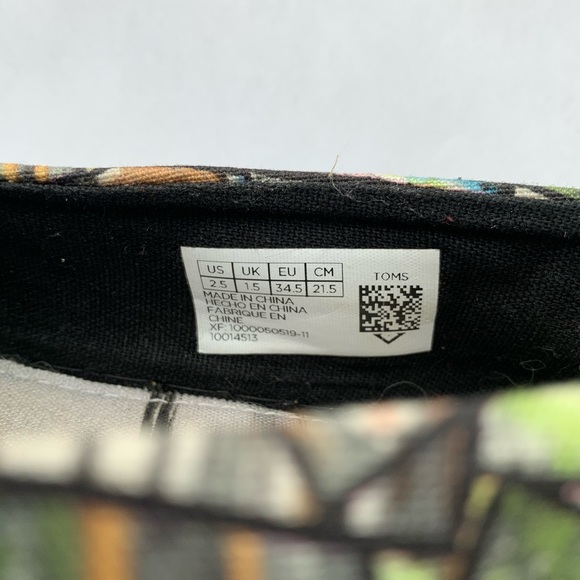 US UK EU CM
2.5 1.5 34.5 21.5
MADE IN CHINA
HECHO EN CHINA
FABRIQUE EN
CHINE
XF: 1000050519-11
10014513
TOMS